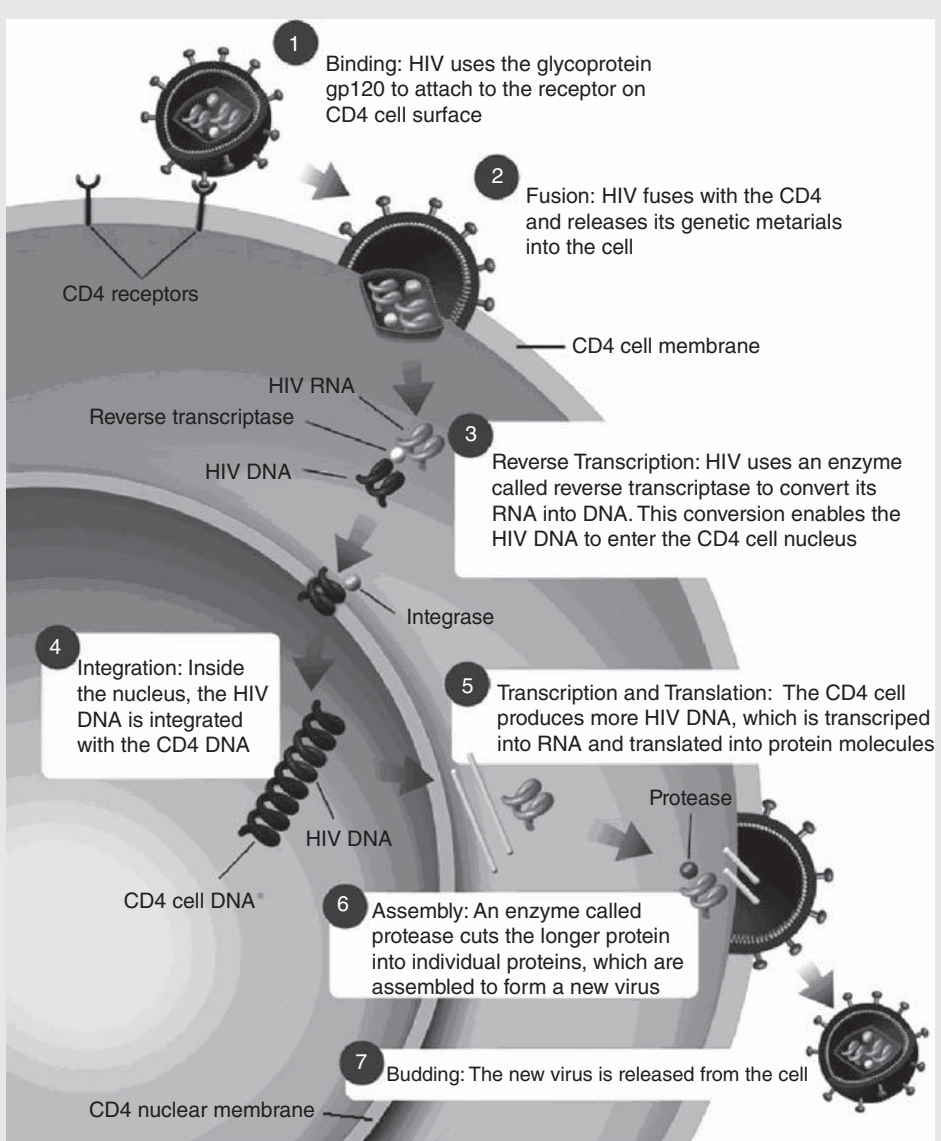 1
Binding: HIV uses the glycoprotein
gp120 to attach to the receptor on
CD4 cell surface
2
Fusion: HIV fuses with the CD4
and releases its genetic metarials
into the cell
CD4 receptors
CD4 cell membrane
HIV RNA
Reverse transcriptase
HIV DNA
3
Reverse Transcription: HIV uses an enzyme
called reverse transcriptase to convert its
RNA into DNA. This conversion enables the
HIV DNA to enter the CD4 cell nucleus
Integrase
4
Integration: Inside
the nucleus, the HIV
DNA is integrated
with the CD4 DNA
5
Transcription and Translation: The CD4 cell
produces more HIV DNA, which is transcriped
into RNA and translated into protein molecules
Protease
HIV DNA
CD4 cell DNA
6
Assembly: An enzyme called
protease cuts the longer protein
into individual proteins, which are
assembled to form a new virus
7
Budding: The new virus is released from the cell
CD4 nuclear membrane